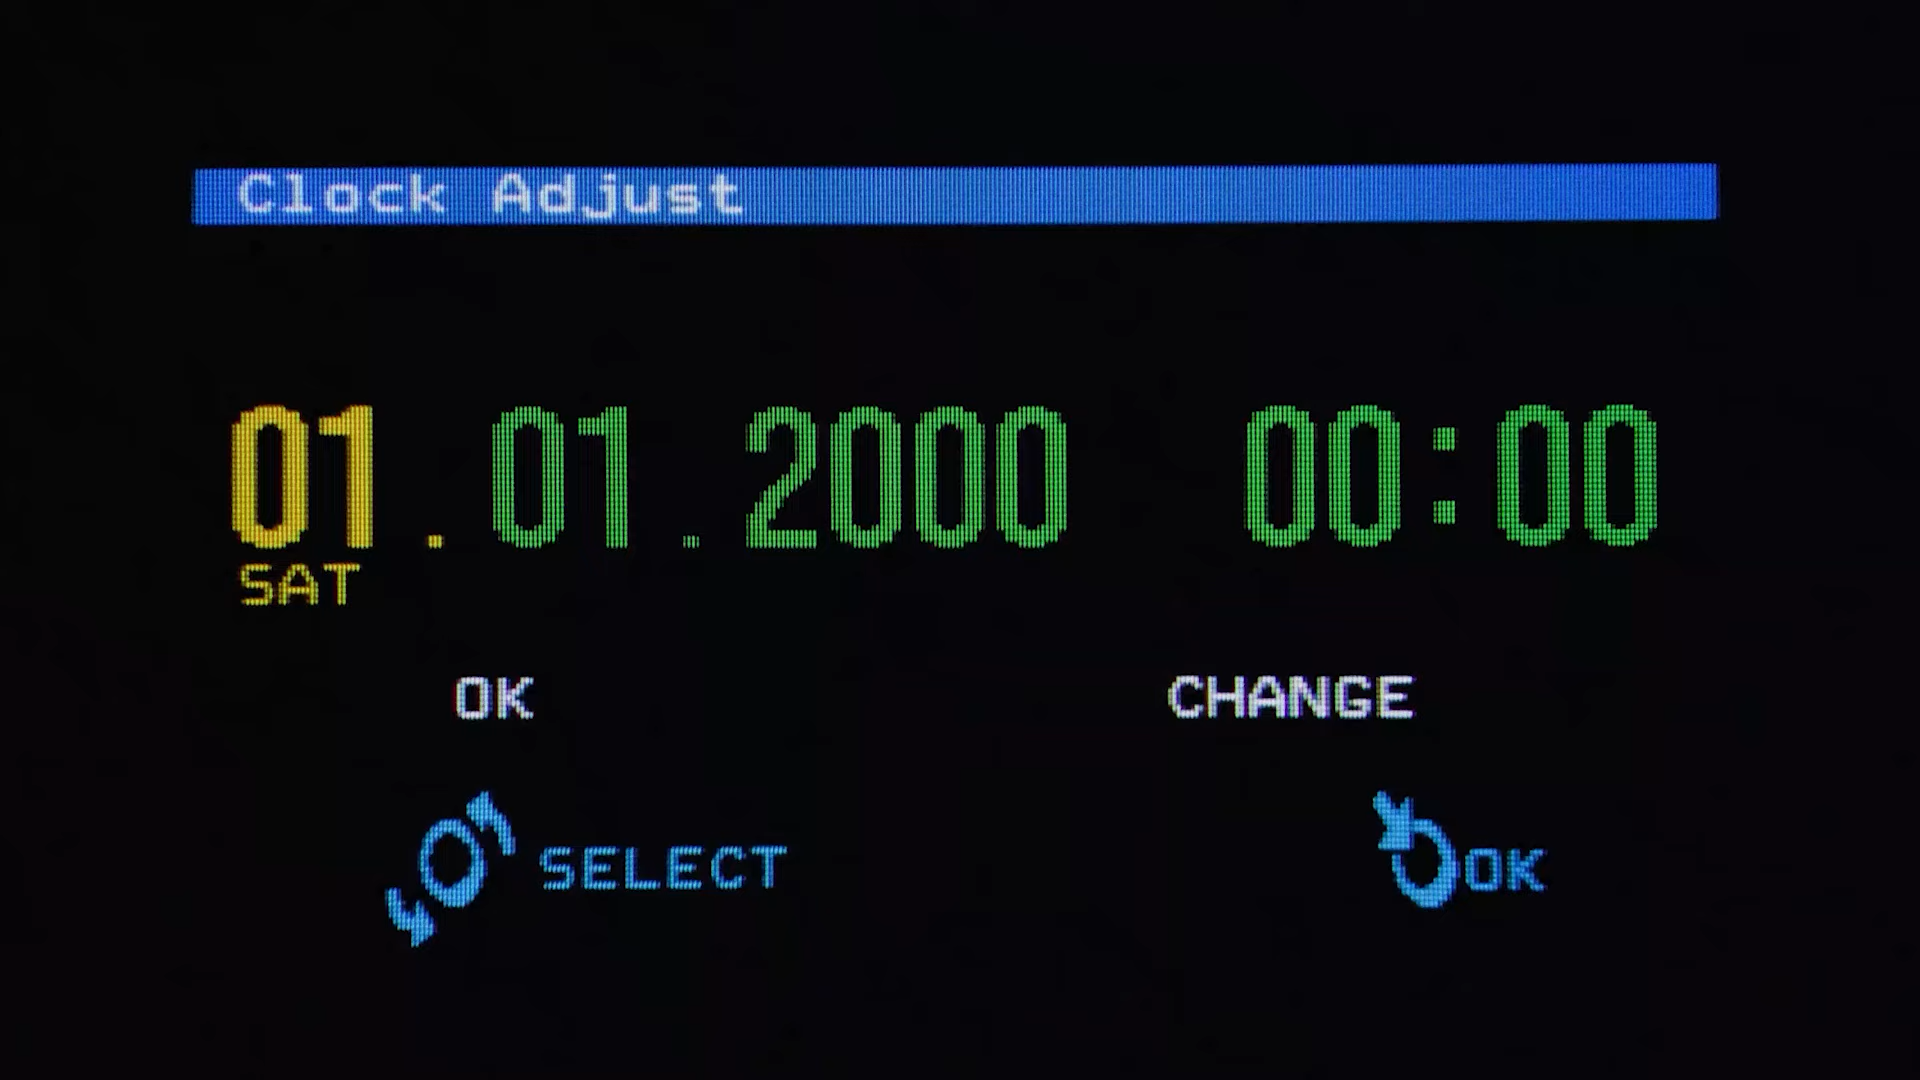 Clock Adjust
01.01.2000 00:00
SAT
OK CHANGE
SELECT OK